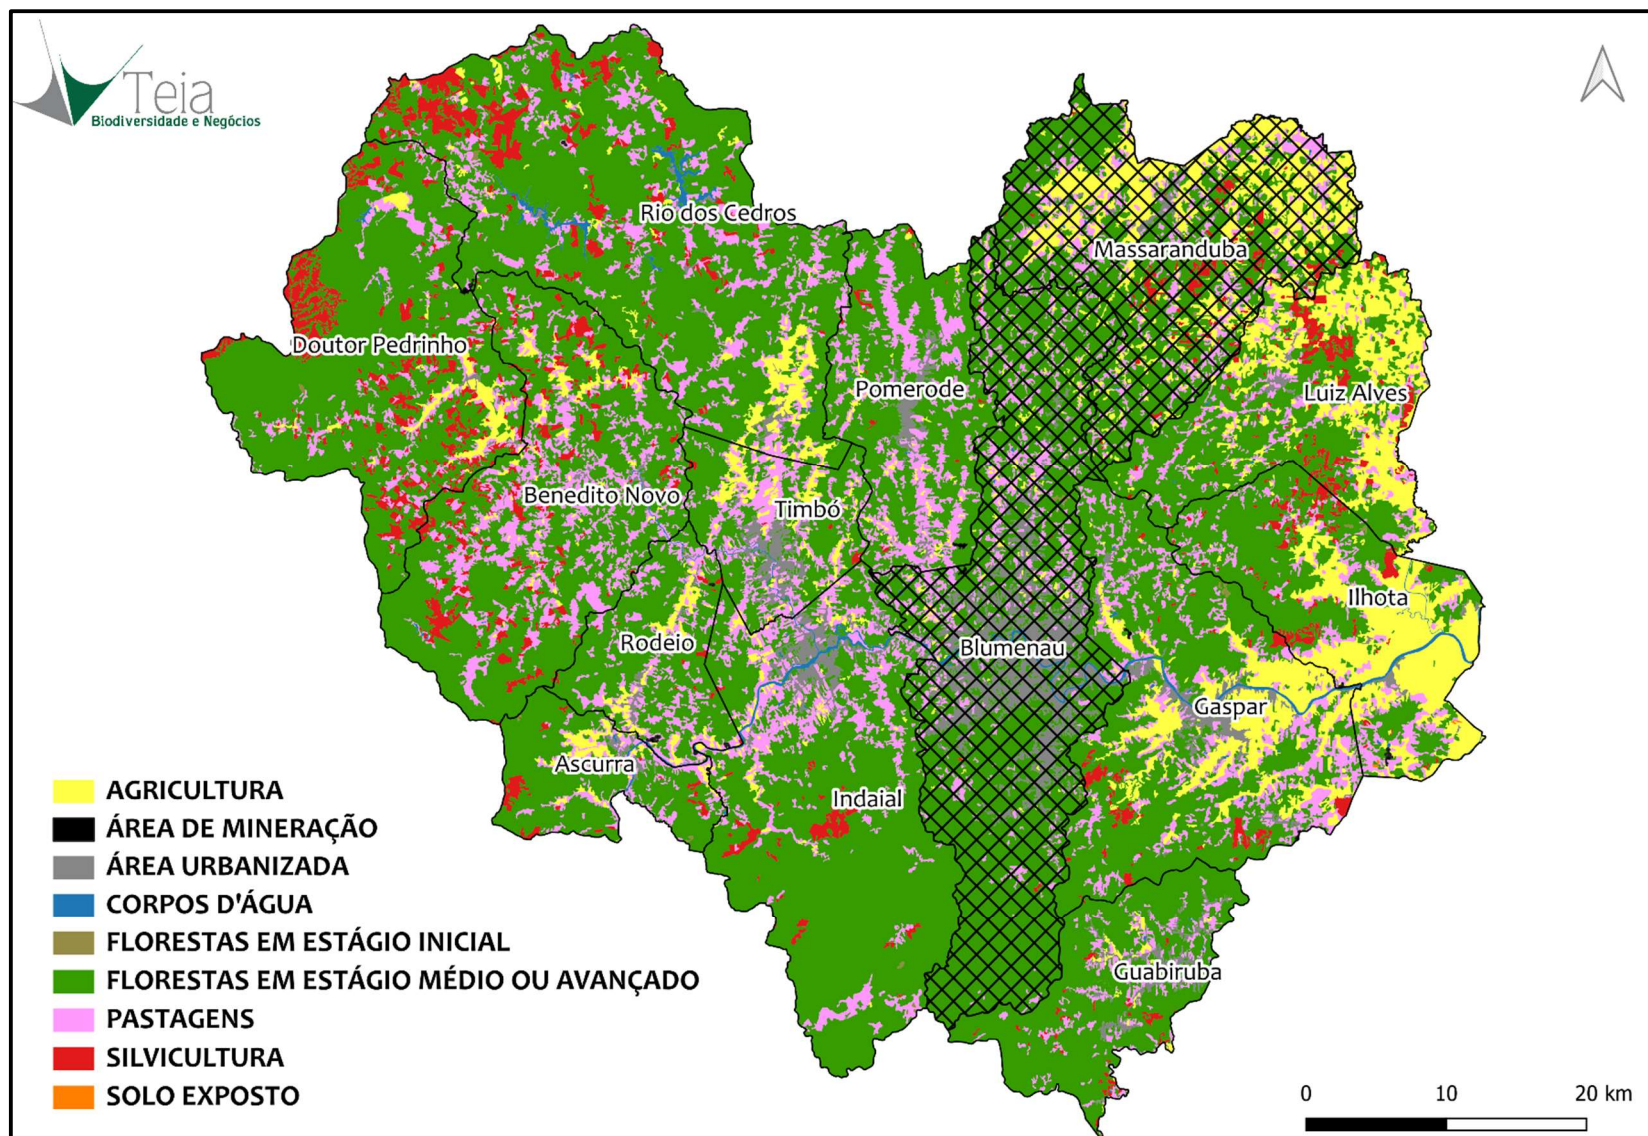 Teia
Biodiversidade e Negócios
Rio dos Cedros
Massaranduba
Doutor Pedrinho
Pomerode
Luiz Alves
Benedito Novo
Timbó
Ilhota
Rodeio
Blumenau
Gaspar
Ascurra
Indaial
Guabiruba
AGRICULTURA
ÁREA DE MINERAÇÃO
ÁREA URBANIZADA
CORPOS D'ÁGUA
FLORESTAS EM ESTÁGIO INICIAL
FLORESTAS EM ESTÁGIO MÉDIO OU AVANÇADO
PASTAGENS
SILVICULTURA
SOLO EXPOSTO
0 10 20 km